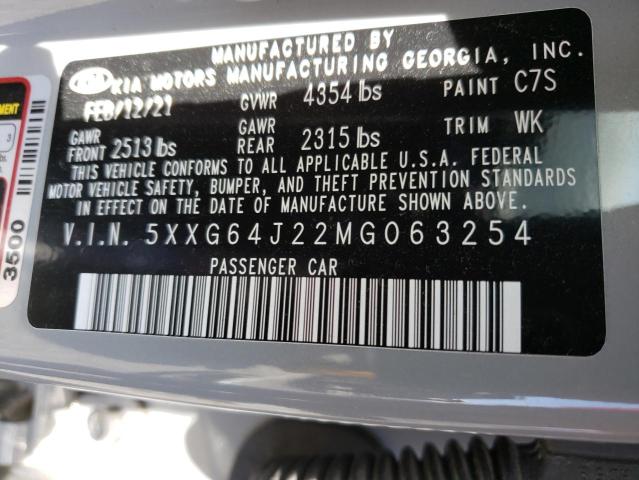 MANUFACTURED BY
KIA KIA MOTORS MANUFACTURING GEORGIA, INC.
FEB/12/21 GVWR 4354 lbs PAINT C7S
GAWR FRONT 2513 lbs GAWR REAR 2315 lbs TRIM WK
THIS VEHICLE CONFORMS TO ALL APPLICABLE U.S.A. FEDERAL
MOTOR VEHICLE SAFETY, BUMPER, AND THEFT PREVENTION STANDARDS
IN EFFECT ON THE DATE OF MANUFACTURE SHOWN ABOVE.
V.I.N. 5XXG64J22MG063254
PASSENGER CAR
3500
3